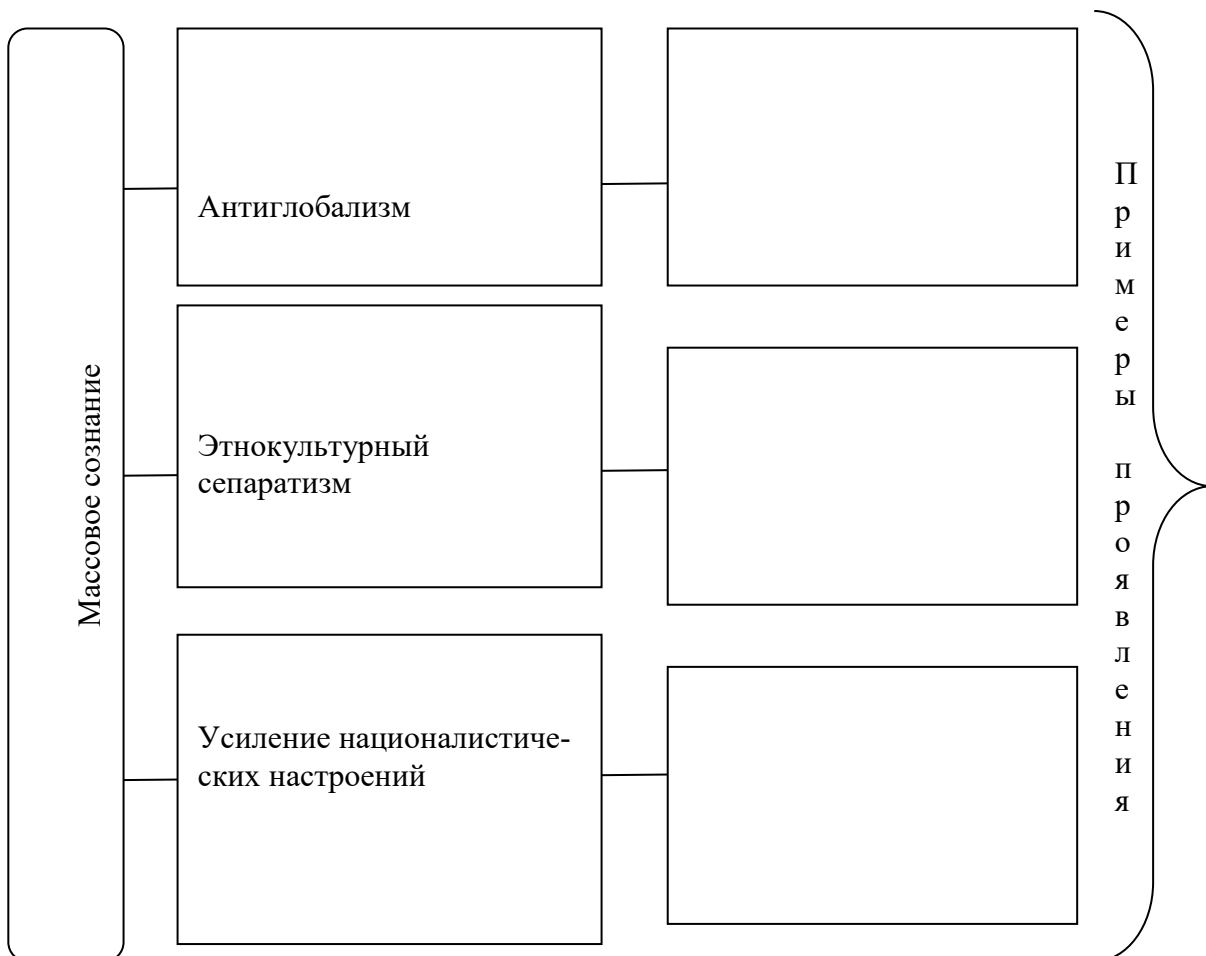 Массовое сознание
Антиглобализм
Этнокультурный
сепаратизм
Усиление националистиче-
ских настроений
Примеры проявления